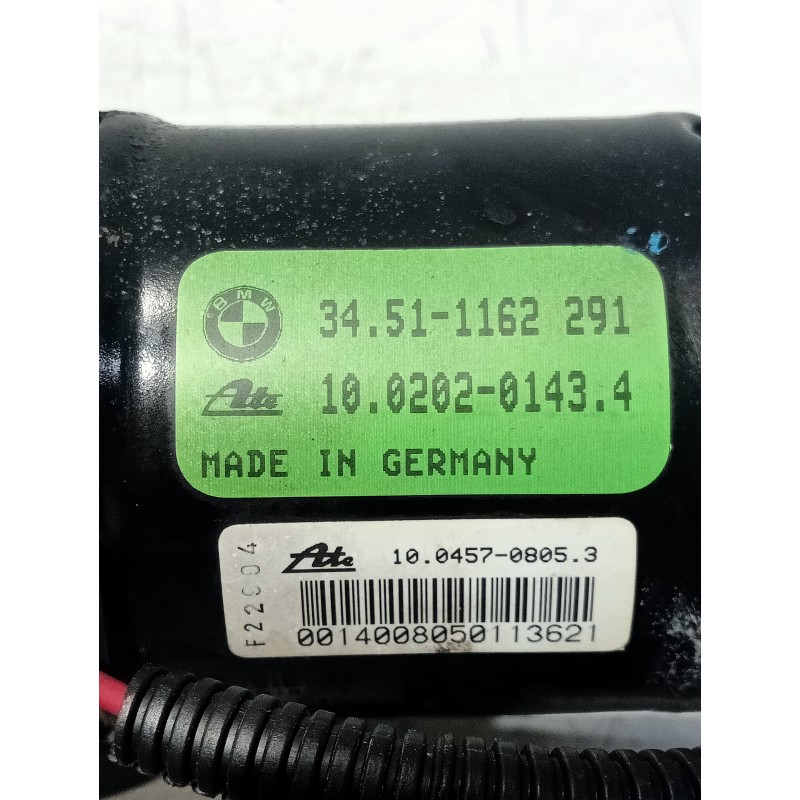 BMW
34.51-1162 291
Ate
10.0202-0143.4
MADE IN GERMANY
F22004
Ate 10.0457-0805.3
0014008050113621